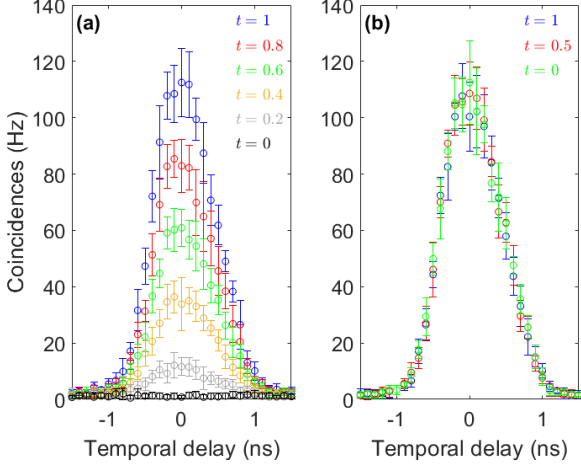 (a)
t = 1
t = 0.8
t = 0.6
t = 0.4
t = 0.2
t = 0
140
120
100
80
60
40
20
0
-1
0
1
Coincidences (Hz)
Temporal delay (ns)
(b)
t = 1
t = 0.5
t = 0
140
120
100
80
60
40
20
0
-1
0
1
Temporal delay (ns)